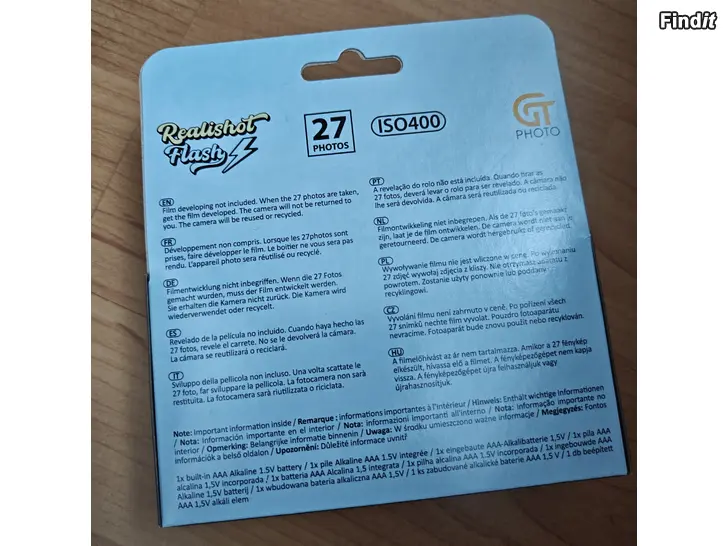 Findit
Realishot
Flash
27
PHOTOS
ISO400
GT
PHOTO
EN
Film developing not included. When the 27 photos are taken,
get the film developed. The camera will not be returned to
you. The camera will be reused or recycled.
FR
Développement non compris. Lorsque les 27photos sont
prises, faire développer le film. Le boitier ne vous sera pas
rendu. L'appareil photo sera réutilisé ou recyclé.
DE
Filmentwicklung nicht inbegriffen. Wenn die 27 Fotos
gemacht wurden, muss der Film entwickelt werden.
Sie erhalten die Kamera nicht zurück. Die Kamera wird
wiederverwendet oder recycelt.
ES
Revelado de la película no incluido. Cuando haya hecho las
27 fotos, revele el carrete. No se le devolverá la cámara.
La cámara se reutilizará o reciclará.
IT
Sviluppo della pellicola non incluso. Una volta scattate le
27 foto, far sviluppare la pellicola. La fotocamera non sarà
restituita. La fotocamera sarà riutilizzata o riciclata.
PT
A revelação do rolo não está incluída. Quando tirar as
27 fotos, deverá levar o rolo para ser revelado. A câmara não
lhe será devolvida. A câmara será reutilizada ou reciclada.
NL
Filmontwikkeling niet inbegrepen. Als de 27 foto's gemaakt
zijn, laat je de film ontwikkelen. De camera wordt niet aan je
geretourneerd. De camera wordt hergebruikt of gerecycled.
PL
Wywoływanie filmu nie jest wliczone w cenę. Po wykonaniu
27 zdjęć wywołaj zdjęcia z kliszy. Nie otrzymasz aparatu z
powrotem. Zostanie użyty ponownie lub poddany
recyklingowi.
CZ
Vyvolání filmu není zahrnuto v ceně. Po pořízení všech
27 snímků nechte film vyvolat. Pouzdro fotoaparátu
nevracíme. Fotoaparát bude znovu použit nebo recyklován.
HU
A filmelőhívást az ár nem tartalmazza. Amikor a 27 fénykép
elkészült, hívassa elő a filmet. A fényképezőgépet nem kapja
vissza. A fényképezőgépet újra felhasználjuk vagy
újrahasznosítjuk.
Note: Important information inside / Remarque : informations importantes à l'intérieur / Hinweis: Enthält wichtige Informationen
/ Nota: Información importante en el interior / Nota: informazioni importanti all'interno / Nota: informação importante no
interior / Opmerking: Belangrijke informatie binnenin / Uwaga: W środku umieszczono ważne informacje / Megjegyzés: Fontos
információk a belső oldalon / Upozornění: Důležité informace uvnitř
1x built-in AAA Alkaline 1.5V battery / 1x pile Alkaline AAA 1.5V intégrée / 1x eingebaute AAA-Alkalibatterie 1,5V / 1x pila AAA
alcalina 1,5V incorporada / 1x batteria AAA Alcalina 1,5 integrata / 1x pilha alcalina AAA 1,5V incorporada / 1x ingebouwde AAA
Alkaline 1,5V batterij / 1x wbudowana bateria alkaliczna AAA 1,5V / 1 ks zabudované alkalické baterie AAA 1,5 V / 1 db beépített
AAA 1,5V alkáli elem